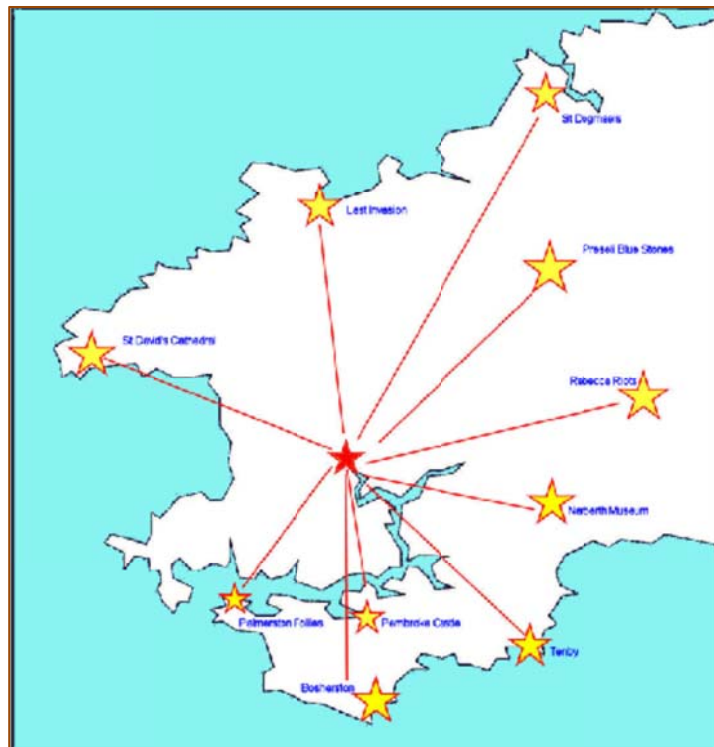 St Dogmaels
Last Invasion
Preseli Blue Stones
St David's Cathedral
Rebecca Riots
Narberth Museum
Palmerston Follies
Pembroke Castle
Tenby
Bosherston